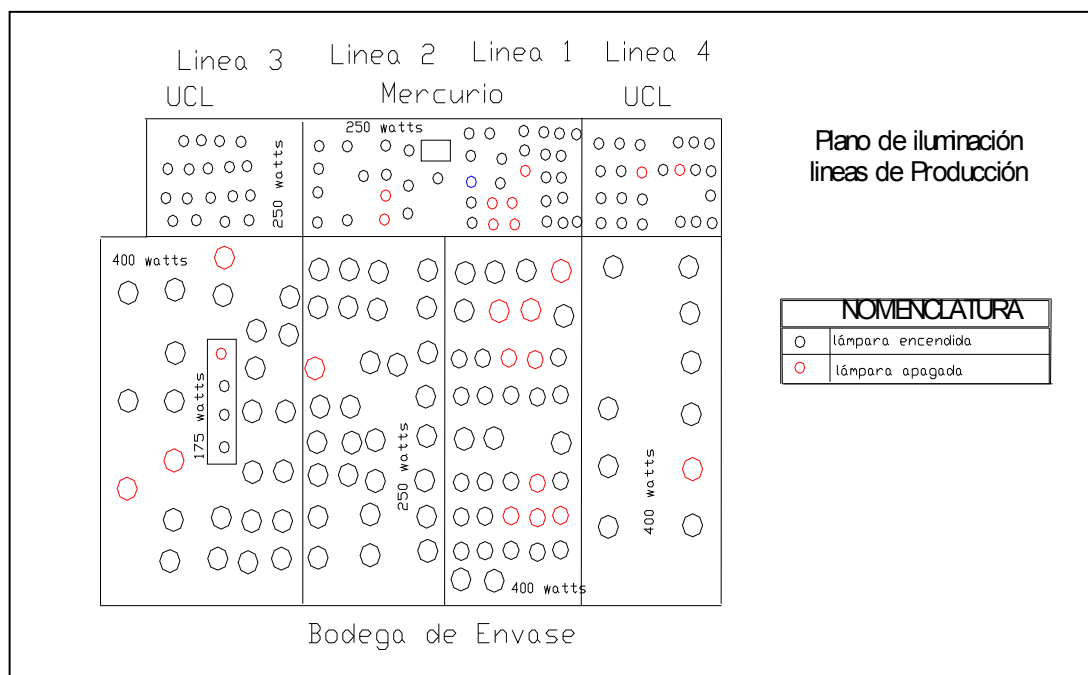 Linea 3
Linea 2
Linea 1
Linea 4
UCL
Mercurio
UCL
250 watts
250 watts
Plano de iluminación
lineas de Producción
400 watts
175 watts
250 watts
400 watts
400 watts
NOMENCLATURA
lámpara encendida
lámpara apagada
Bodega de Envase